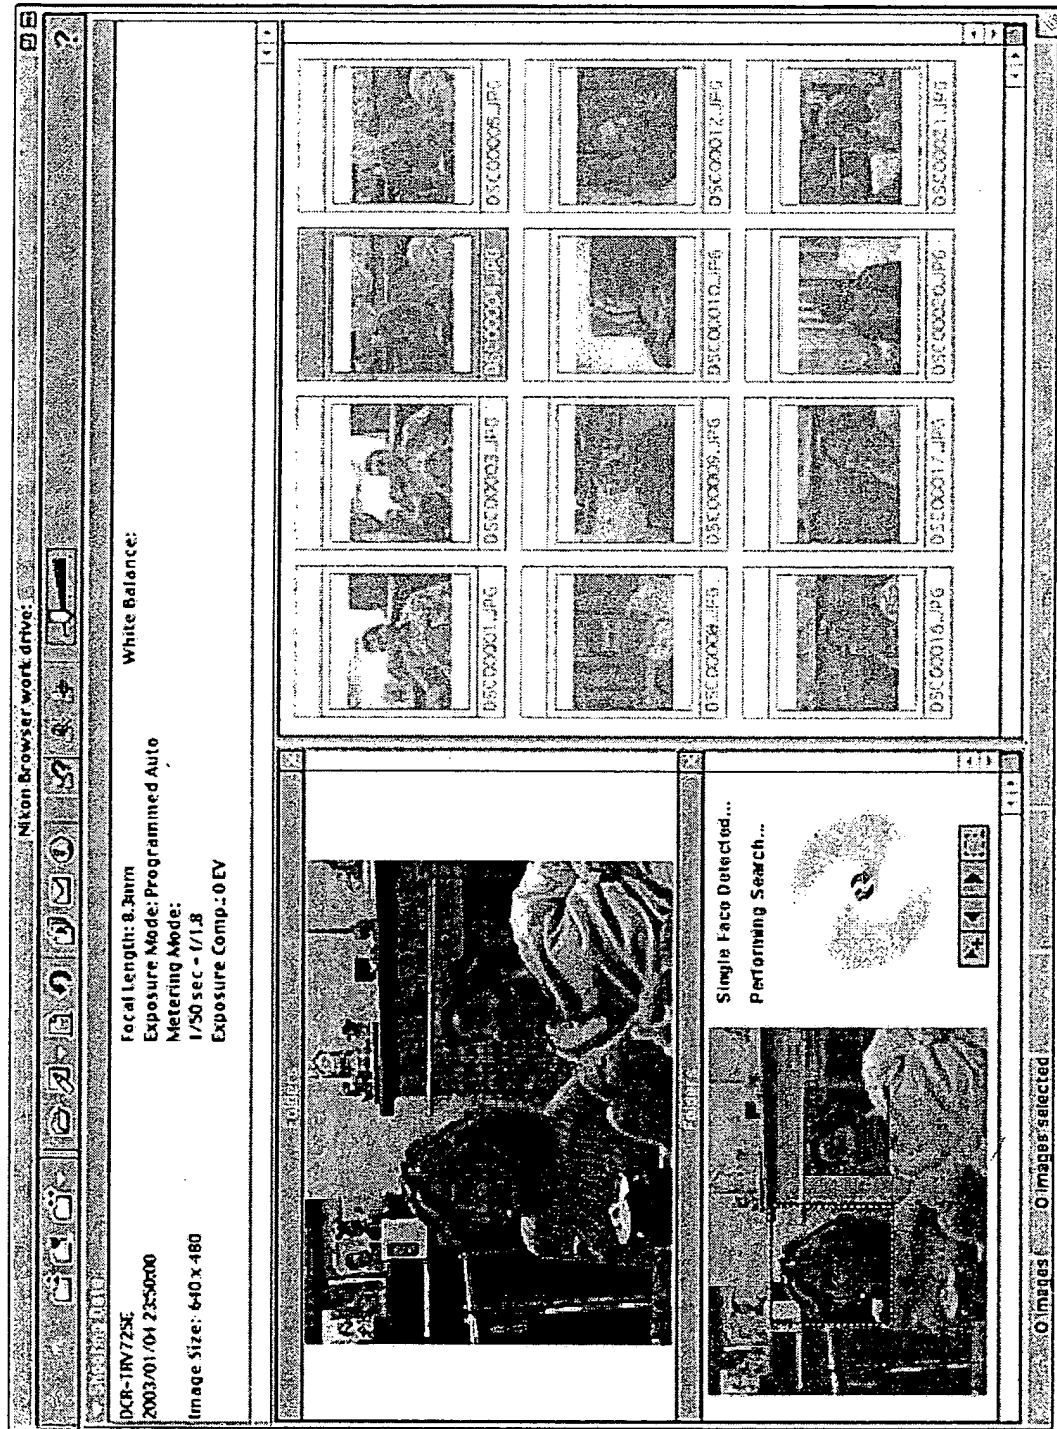 Nikon Browser work drive:
DCR-TRV725E
2003/01/04 23:50:00
Image Size: 640 x 480
Focal Length: 8.3mm
Exposure Mode: Programmed Auto
Metering Mode:
1/50 sec - f/1.8
Exposure Comp.: 0 EV
White Balance:
Folders
DSC00001.JPG
DSC00003.JPG
DSC00005.JPG
DSC00008.JPG
DSC00009.JPG
DSC00010.JPG
DSC00012.JPG
DSC00016.JPG
DSC00017.JPG
DSC00020.JPG
DSC00021.JPG
Single Face Detected...
Performing Search...
0 images
0 images selected